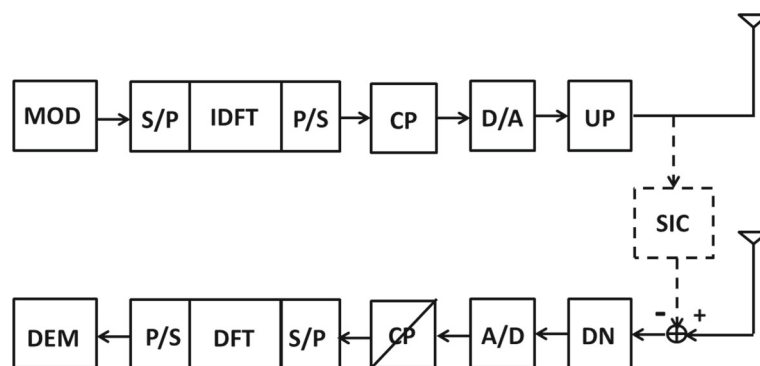 MOD S/P IDFT P/S CP D/A UP
SIC
- +
DEM P/S DFT S/P CP A/D DN